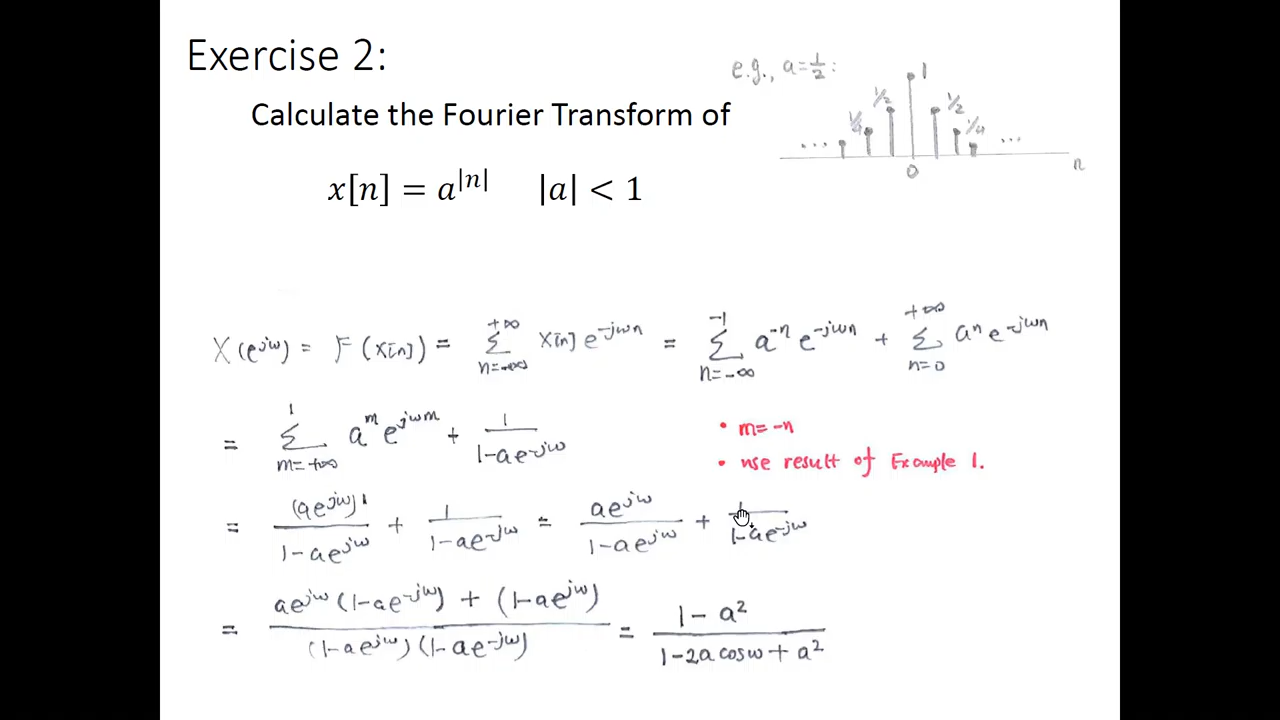 Exercise 2:
Calculate the Fourier Transform of
x[n] = a^|n|    |a| < 1
e.g., a=1/2:
1
1/2 1/2
1/4 1/4
... ...
0 n
X(e^jω) = F(x[n]) = Σ_{n=-∞}^{+∞} x[n] e^-jωn = Σ_{n=-∞}^{-1} a^-n e^-jωn + Σ_{n=0}^{+∞} a^n e^-jωn
= Σ_{m=+∞}^{1} a^m e^jωm + 1/(1-ae^-jω)
• m=-n
• use result of Example 1.
= (ae^jω)^1/(1-ae^jω) + 1/(1-ae^-jω) = ae^jω/(1-ae^jω) + 1/(1-ae^-jω)
= (ae^jω(1-ae^-jω) + (1-ae^jω))/((1-ae^jω)(1-ae^-jω)) = (1-a²)/(1-2a cosω + a²)